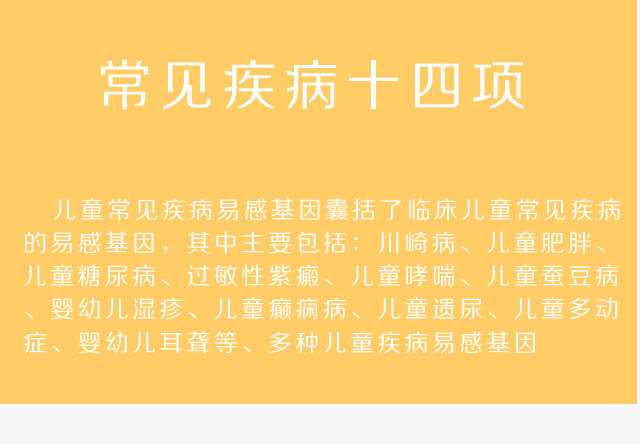 常见疾病十四项
儿童常见疾病易感基因囊括了临床儿童常见疾病
的易感基因，其中主要包括：川崎病、儿童肥胖、
儿童糖尿病、过敏性紫癜、儿童哮喘、儿童蚕豆病
、婴幼儿湿疹、儿童癫痫病、儿童遗尿、儿童多动
症、婴幼儿耳聋等、多种儿童疾病易感基因